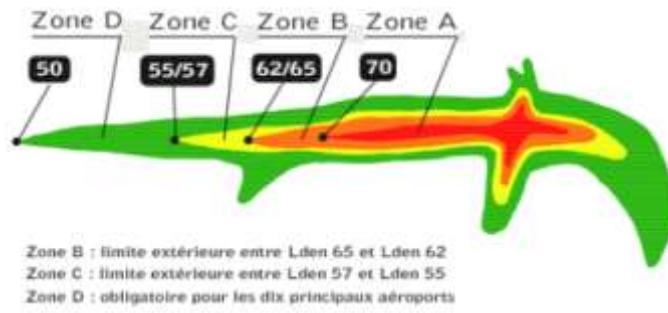 Zone D Zone C Zone B Zone A
50 55/57 62/65 70
Zone B : limite extérieure entre Lden 65 et Lden 62
Zone C : limite extérieure entre Lden 57 et Lden 55
Zone D : obligatoire pour les dix principaux aéroports